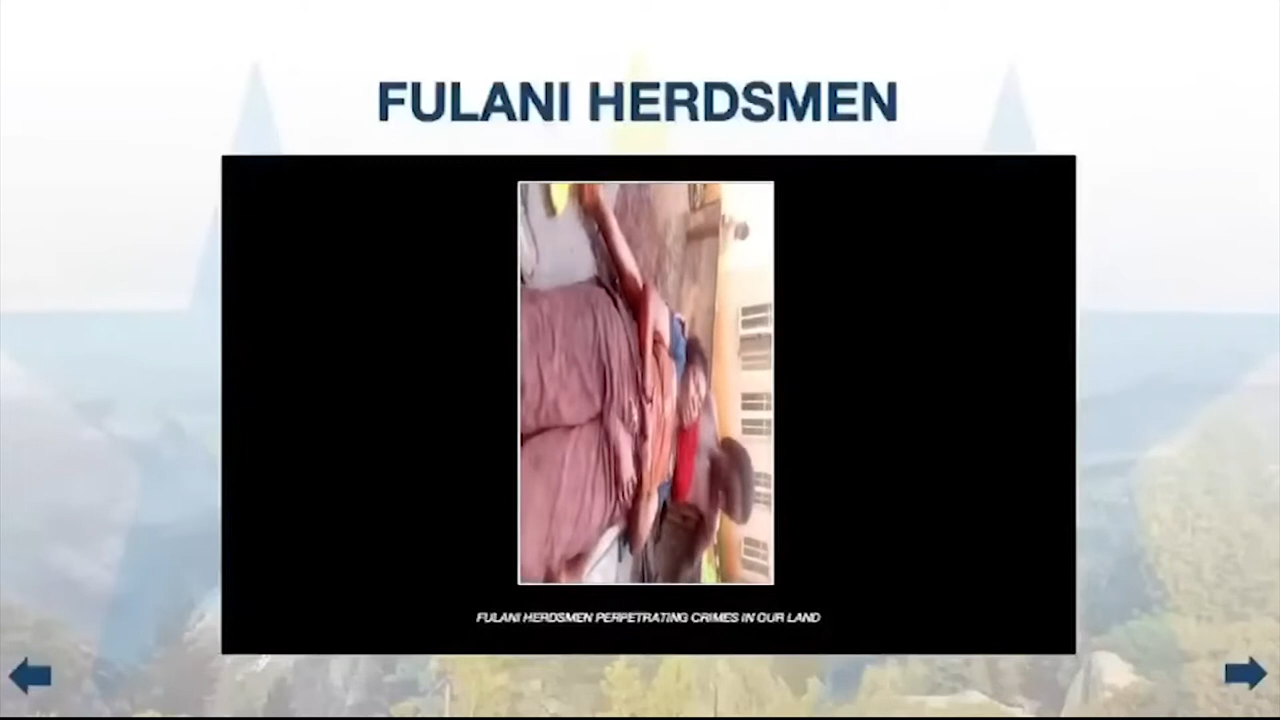 FULANI HERDSMEN
FULANI HERDSMEN PERPETRATING CRIMES IN OUR LAND